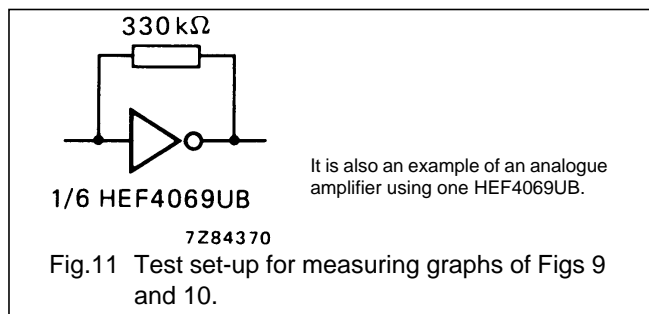 330 kΩ
It is also an example of an analogue
amplifier using one HEF4069UB.
1/6 HEF4069UB
7Z84370
Fig.11 Test set-up for measuring graphs of Figs 9
and 10.